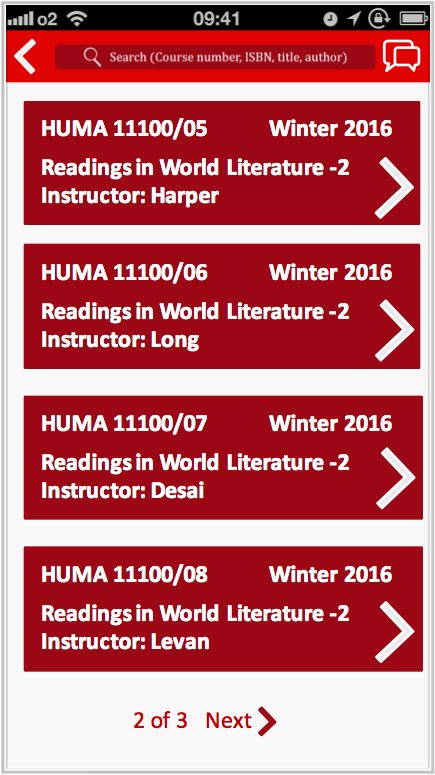 o2 09:41
Search (Course number, ISBN, title, author)
HUMA 11100/05 Winter 2016
Readings in World Literature -2
Instructor: Harper
HUMA 11100/06 Winter 2016
Readings in World Literature -2
Instructor: Long
HUMA 11100/07 Winter 2016
Readings in World Literature -2
Instructor: Desai
HUMA 11100/08 Winter 2016
Readings in World Literature -2
Instructor: Levan
2 of 3 Next